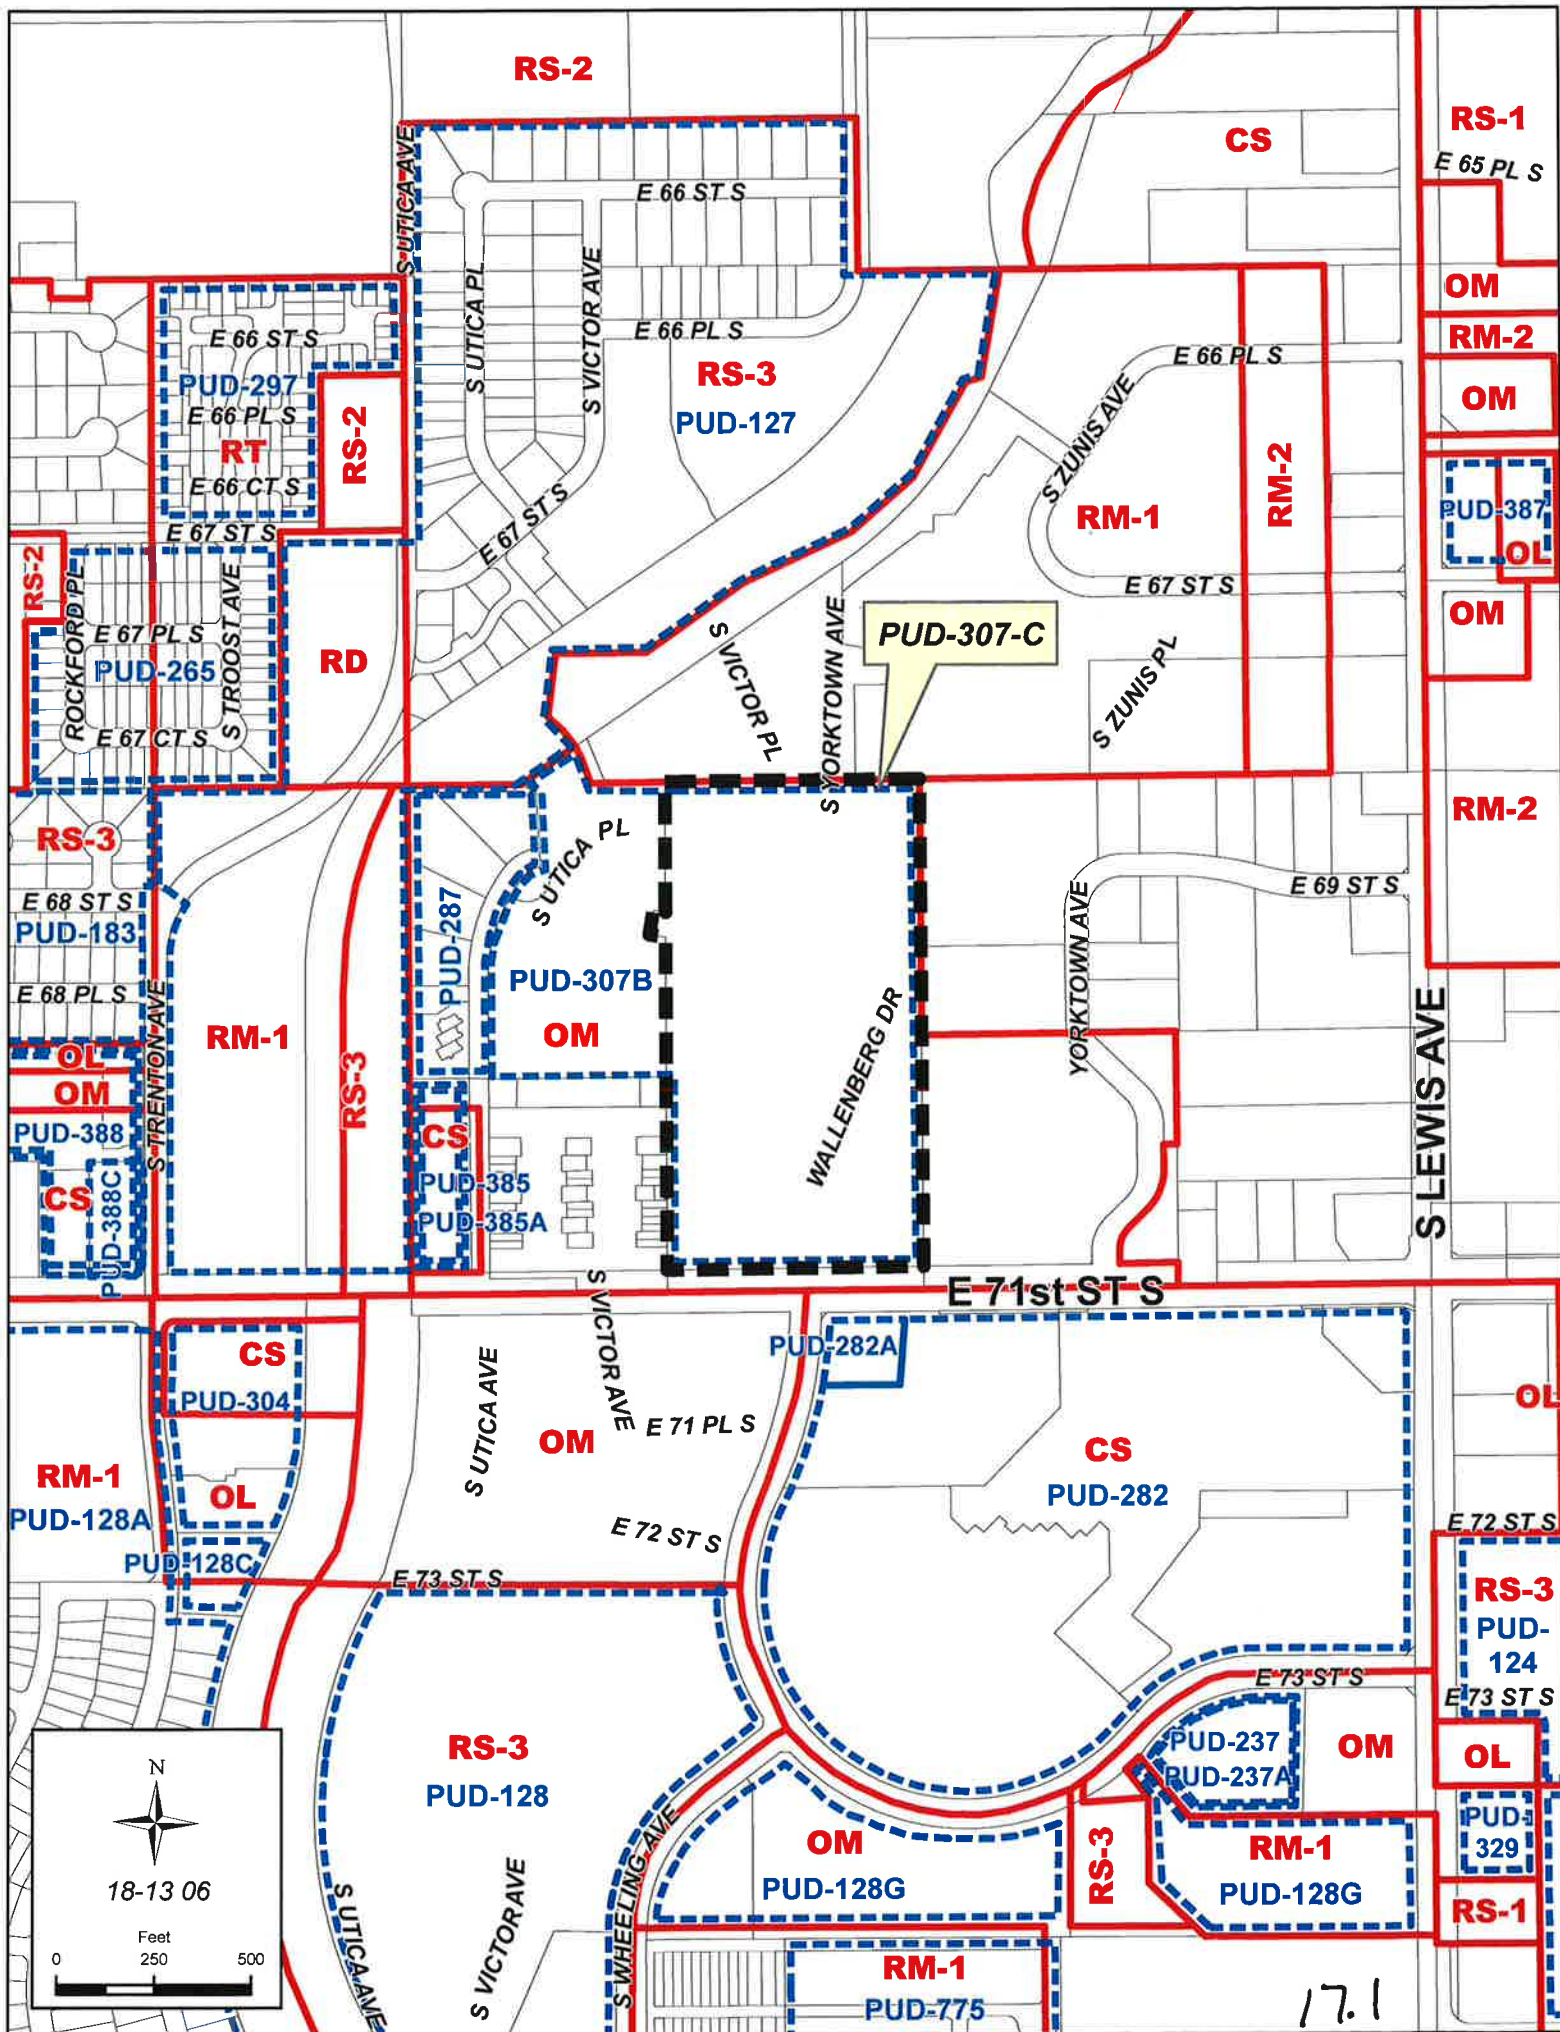 RS-2
RS-1
CS
E 65 PL S
S UTICA AVE
E 66 ST S
S UTICA PL
S VICTOR AVE
OM
E 66 ST S
E 66 PL S
RM-2
E 66 PL S
PUD-297
RS-3
S ZUNIS AVE
OM
E 66 PL S
PUD-127
RS-2
RT
RM-2
E 66 CT S
RM-1
PUD-387
E 67 ST S
E 67 ST S
OL
RS-2
ROCKFORD PL
S TROOST AVE
E 67 ST S
OM
E 67 PL S
S VICTOR PL
S YORKTOWN AVE
PUD-307-C
PUD-265
RD
S ZUNIS PL
E 67 CT S
RS-3
S UTICA PL
RM-2
E 68 ST S
PUD-287
E 69 ST S
PUD-183
YORKTOWN AVE
PUD-307B
E 68 PL S
S TRENTON AVE
RM-1
OM
WALLENBERG DR
OL
RS-3
S LEWIS AVE
OM
PUD-388
CS
CS
PUD-388C
PUD-385
PUD-385A
E 71st ST S
S VICTOR AVE
PUD-282A
CS
S UTICA AVE
PUD-304
OL
E 71 PL S
OM
CS
RM-1
PUD-282
OL
PUD-128A
E 72 ST S
E 72 ST S
PUD-128C
E 73 ST S
RS-3
PUD-
124
E 73 ST S
E 73 ST S
RS-3
PUD-237
OM
OL
PUD-237A
PUD-128
N
PUD-
329
S WHEELING AVE
OM
RS-3
RM-1
18-13 06
PUD-128G
PUD-128G
RS-1
Feet
0 250 500
S UTICA AVE
S VICTOR AVE
RM-1
PUD-775
17.1